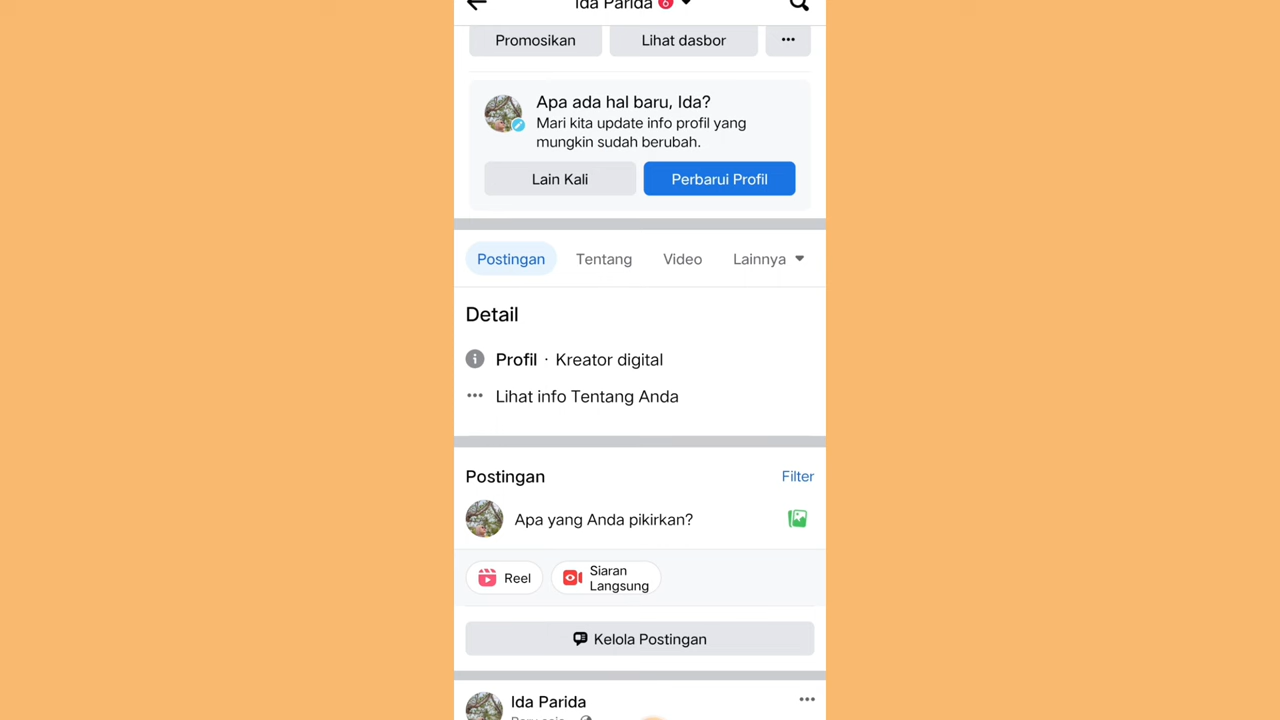 Ida Parida 6
Promosikan
Lihat dasbor
Apa ada hal baru, Ida?
Mari kita update info profil yang
mungkin sudah berubah.
Lain Kali
Perbarui Profil
Postingan
Tentang
Video
Lainnya
Detail
Profil · Kreator digital
Lihat info Tentang Anda
Postingan
Filter
Apa yang Anda pikirkan?
Reel
Siaran
Langsung
Kelola Postingan
Ida Parida